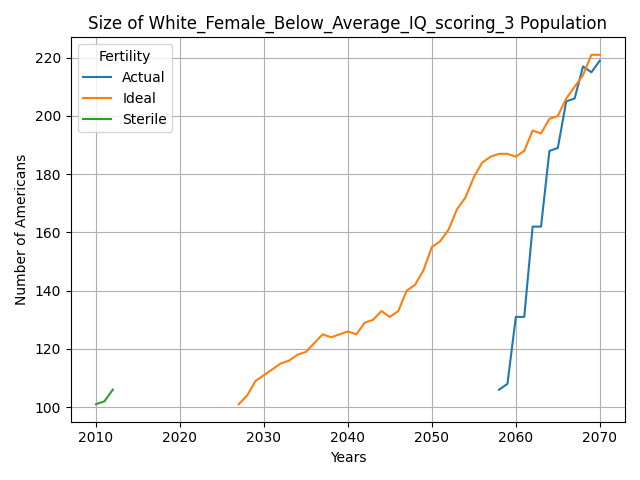 Size of White_Female_Below_Average_IQ_scoring_3 Population
Fertility
Actual
Ideal
Sterile
Number of Americans
220
200
180
160
140
120
100
2010 2020 2030 2040 2050 2060 2070
Years